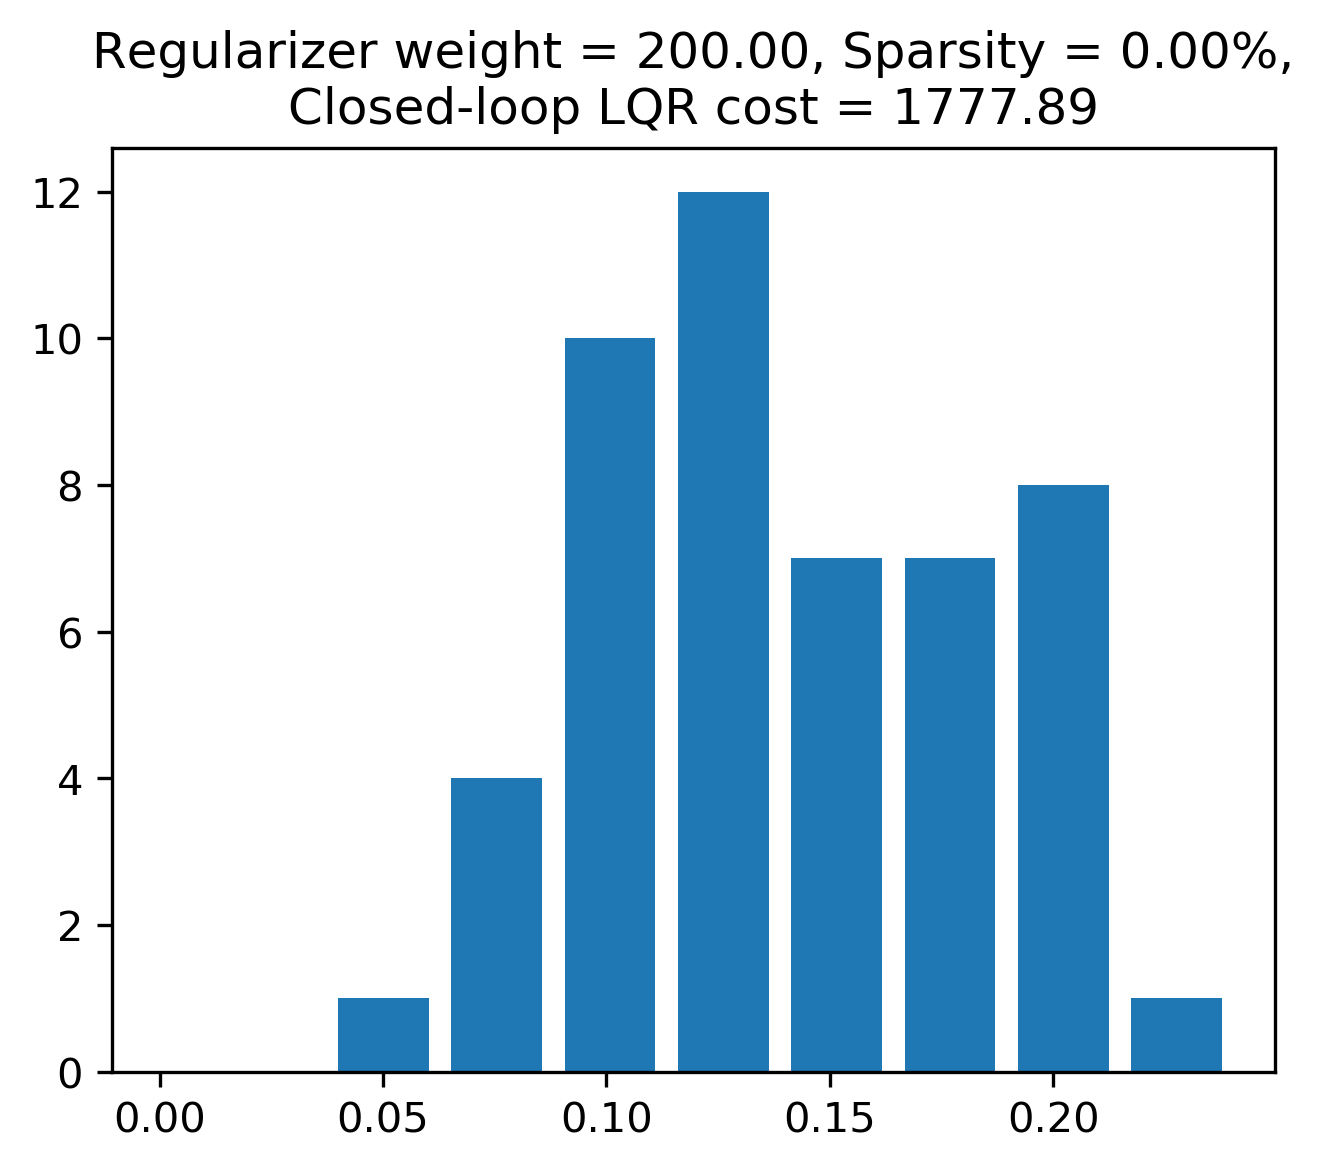 Regularizer weight = 200.00, Sparsity = 0.00%,
Closed-loop LQR cost = 1777.89
12
10
8
6
4
2
0
0.00 0.05 0.10 0.15 0.20